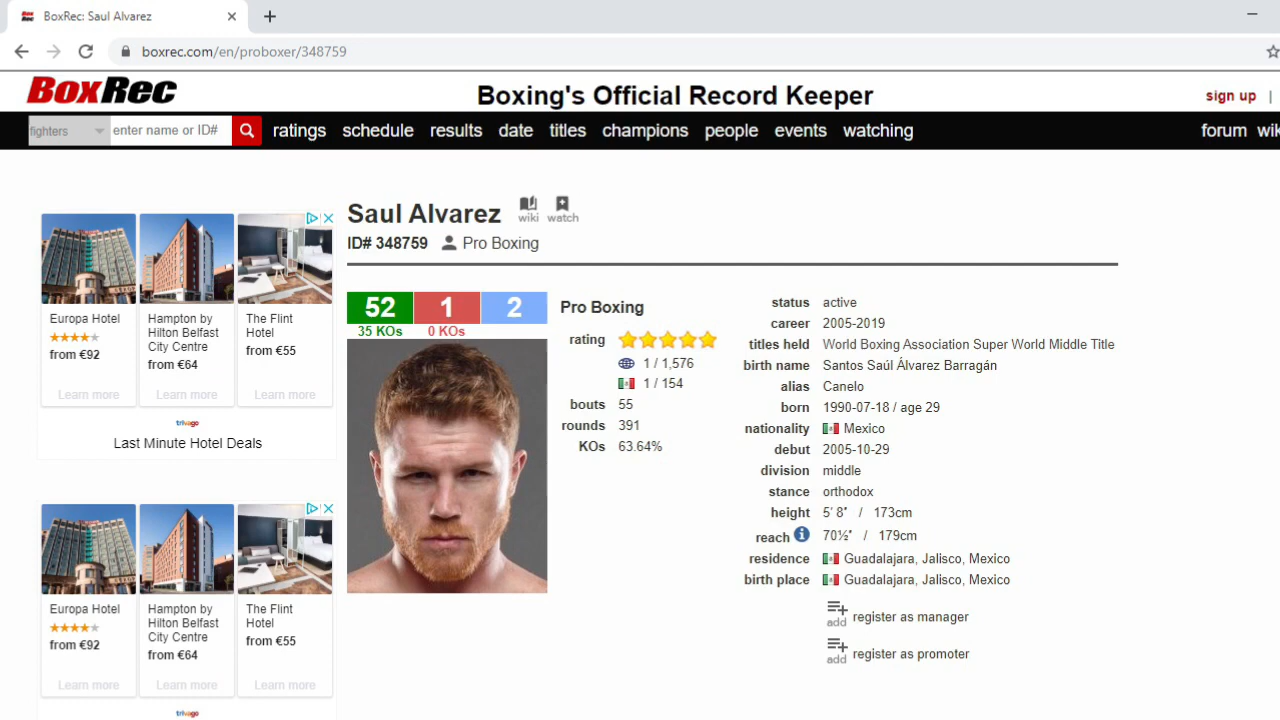 BoxRec: Saul Alvarez
boxrec.com/en/proboxer/348759
BoxRec
Boxing's Official Record Keeper
sign up |
fighters
enter name or ID#
ratings schedule results date titles champions people events watching
forum wik
Saul Alvarez
wiki watch
ID# 348759 Pro Boxing
52 1 2
35 KOs 0 KOs
Pro Boxing
rating
1 / 1,576
1 / 154
bouts 55
rounds 391
KOs 63.64%
status active
career 2005-2019
titles held World Boxing Association Super World Middle Title
birth name Santos Saúl Álvarez Barragán
alias Canelo
born 1990-07-18 / age 29
nationality Mexico
debut 2005-10-29
division middle
stance orthodox
height 5′ 8″ / 173cm
reach 70½″ / 179cm
residence Guadalajara, Jalisco, Mexico
birth place Guadalajara, Jalisco, Mexico
add register as manager
add register as promoter
Europa Hotel
from €92
Learn more
Hampton by
Hilton Belfast
City Centre
from €64
Learn more
The Flint
Hotel
from €55
Learn more
trivago
Last Minute Hotel Deals
Europa Hotel
from €92
Learn more
Hampton by
Hilton Belfast
City Centre
from €64
Learn more
The Flint
Hotel
from €55
Learn more
trivago